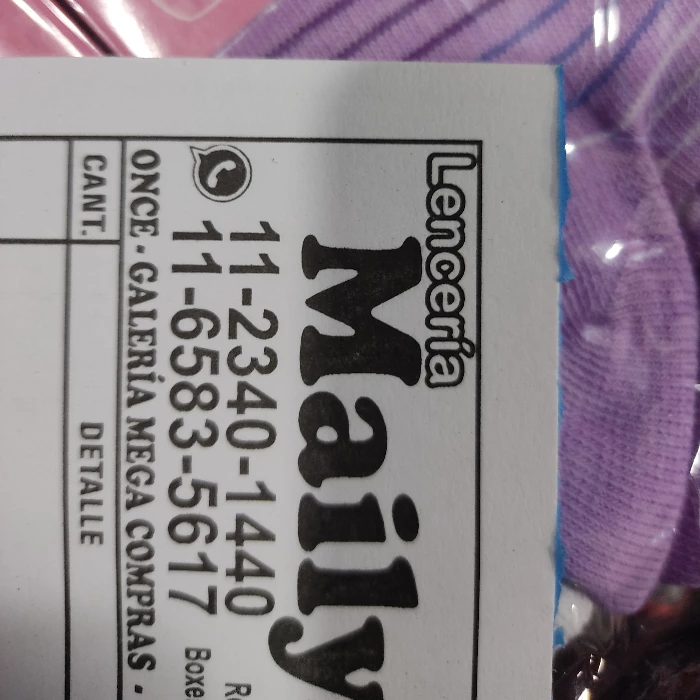 Lencería
Maily
11-2340-1440
11-6583-5617
ONCE - GALERÍA MEGA COMPRAS -
CANT. DETALLE